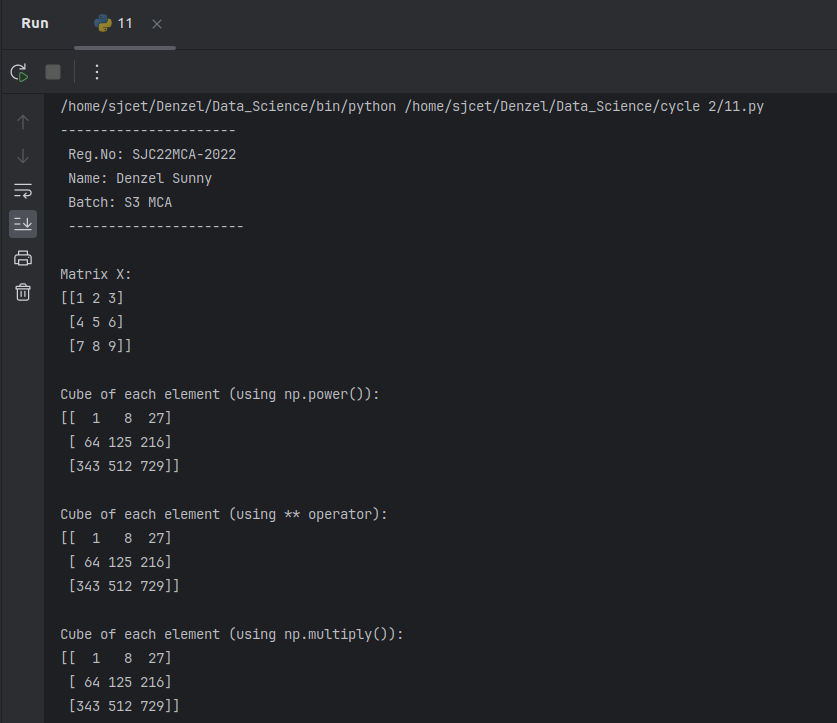 Run 11
/home/sjcet/Denzel/Data_Science/bin/python /home/sjcet/Denzel/Data_Science/cycle 2/11.py
----------------------
 Reg.No: SJC22MCA-2022
 Name: Denzel Sunny
 Batch: S3 MCA
 ----------------------
Matrix X:
[[1 2 3]
 [4 5 6]
 [7 8 9]]
Cube of each element (using np.power()):
[[  1   8  27]
 [ 64 125 216]
 [343 512 729]]
Cube of each element (using ** operator):
[[  1   8  27]
 [ 64 125 216]
 [343 512 729]]
Cube of each element (using np.multiply()):
[[  1   8  27]
 [ 64 125 216]
 [343 512 729]]